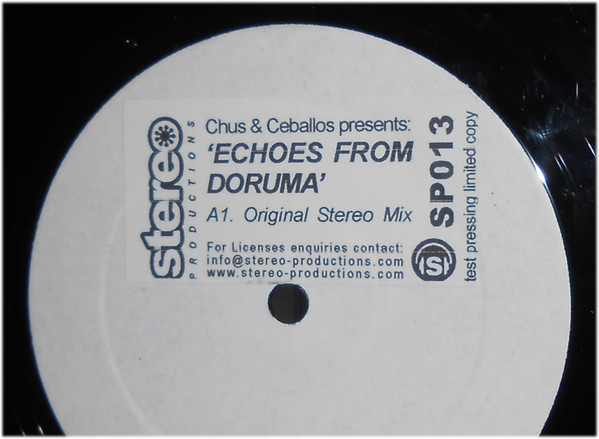 stereo
PRODUCTIONS
Chus & Ceballos presents:
'ECHOES FROM
DORUMA'
A1. Original Stereo Mix
For Licenses enquiries contact:
info@stereo-productions.com
www.stereo-productions.com
SP013
S
test pressing limited copy